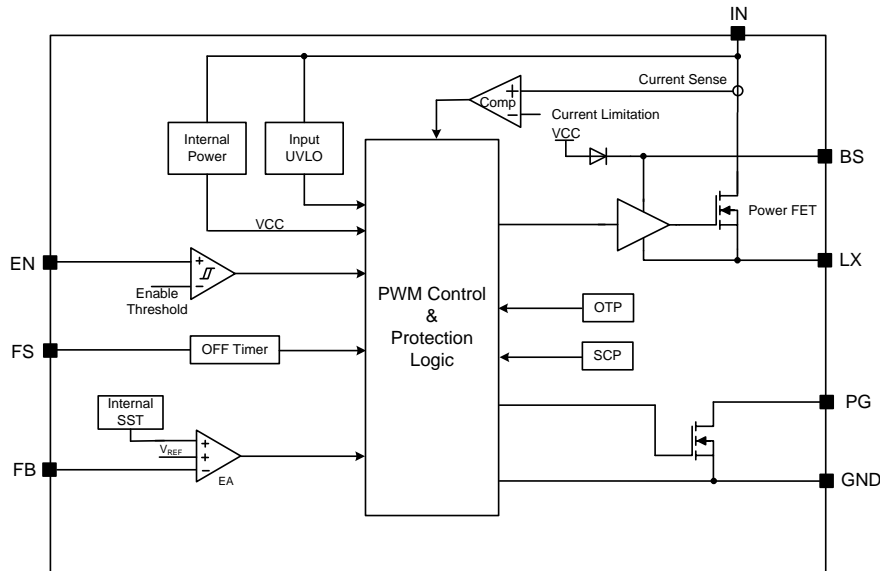 IN
Current Sense
+
Comp
−
Current Limitation
Internal
Power
Input
UVLO
VCC
BS
Power FET
VCC
EN
+
−
Enable
Threshold
LX
PWM Control
&
Protection
Logic
OTP
FS
OFF Timer
SCP
Internal
SST
PG
+
VREF
+
−
EA
FB
GND